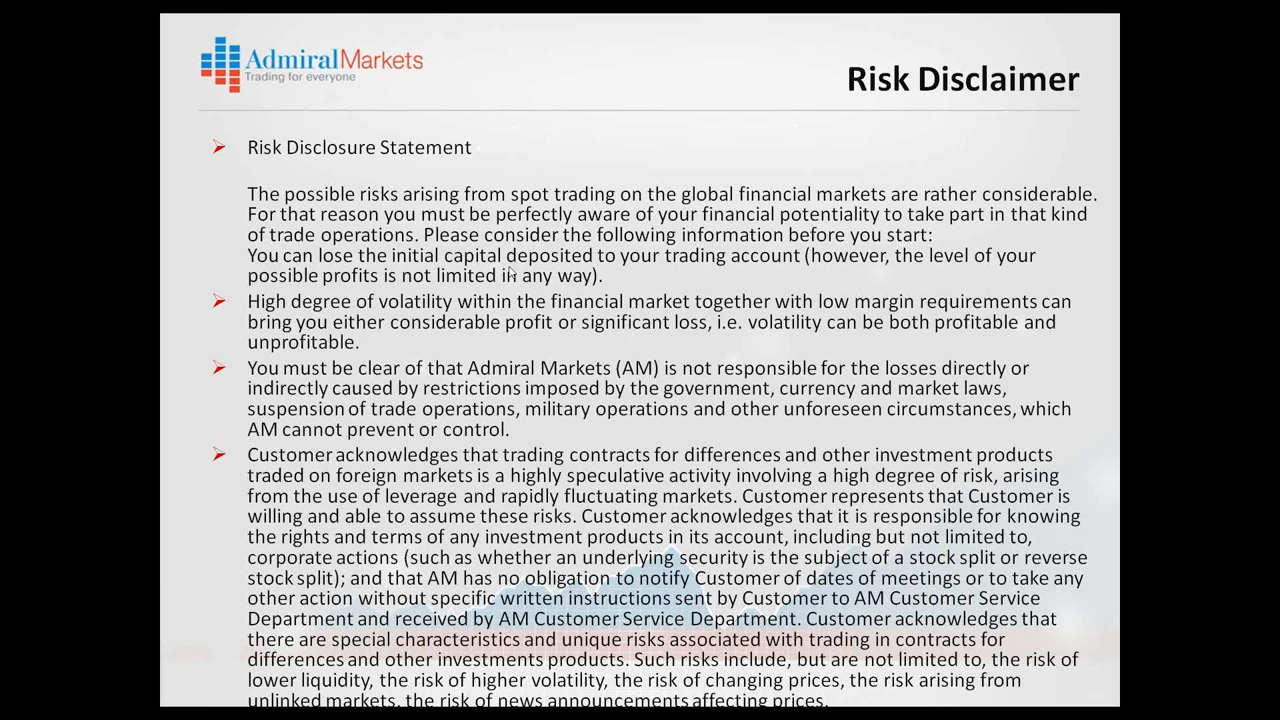 AdmiralMarkets
Trading for everyone
Risk Disclaimer
Risk Disclosure Statement
The possible risks arising from spot trading on the global financial markets are rather considerable.
For that reason you must be perfectly aware of your financial potentiality to take part in that kind
of trade operations. Please consider the following information before you start:
You can lose the initial capital deposited to your trading account (however, the level of your
possible profits is not limited in any way).
High degree of volatility within the financial market together with low margin requirements can
bring you either considerable profit or significant loss, i.e. volatility can be both profitable and
unprofitable.
You must be clear of that Admiral Markets (AM) is not responsible for the losses directly or
indirectly caused by restrictions imposed by the government, currency and market laws,
suspension of trade operations, military operations and other unforeseen circumstances, which
AM cannot prevent or control.
Customer acknowledges that trading contracts for differences and other investment products
traded on foreign markets is a highly speculative activity involving a high degree of risk, arising
from the use of leverage and rapidly fluctuating markets. Customer represents that Customer is
willing and able to assume these risks. Customer acknowledges that it is responsible for knowing
the rights and terms of any investment products in its account, including but not limited to,
corporate actions (such as whether an underlying security is the subject of a stock split or reverse
stock split); and that AM has no obligation to notify Customer of dates of meetings or to take any
other action without specific written instructions sent by Customer to AM Customer Service
Department and received by AM Customer Service Department. Customer acknowledges that
there are special characteristics and unique risks associated with trading in contracts for
differences and other investments products. Such risks include, but are not limited to, the risk of
lower liquidity, the risk of higher volatility, the risk of changing prices, the risk arising from
unlinked markets, the risk of news announcements affecting prices.